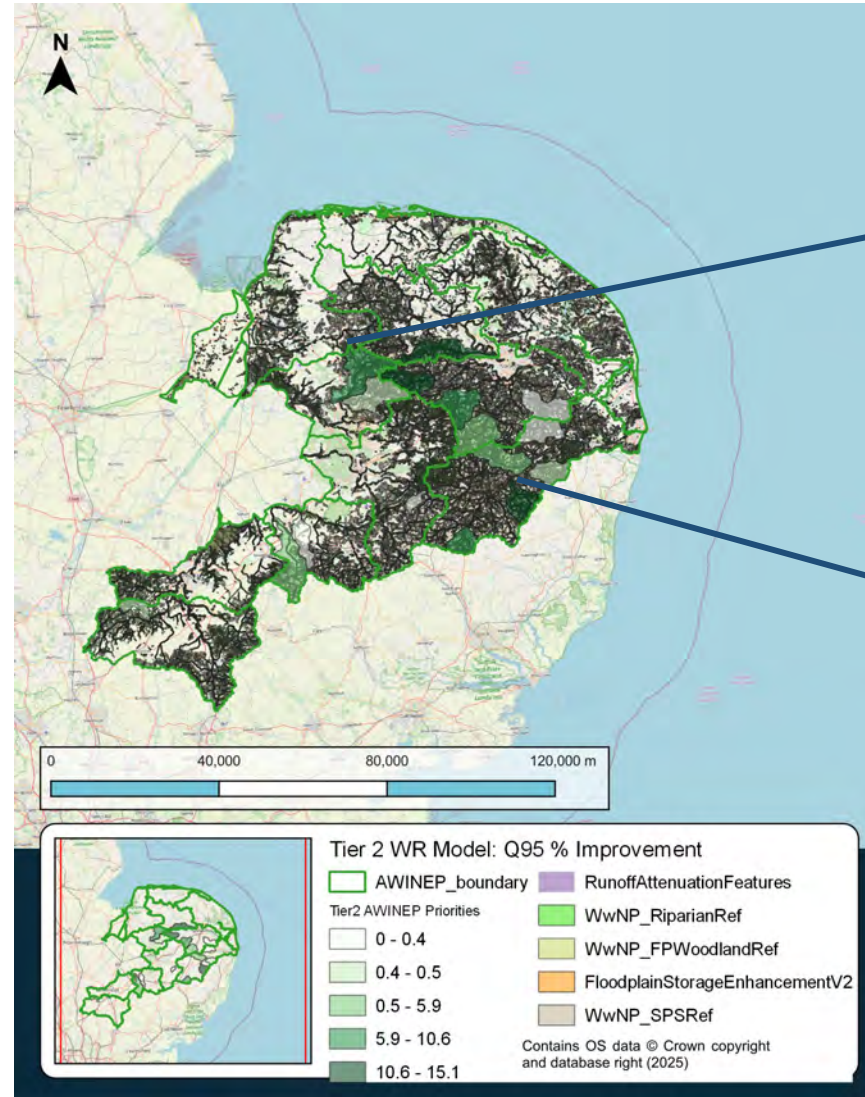 N
0
40,000
80,000
120,000 m
Tier 2 WR Model: Q95 % Improvement
AWINEP_boundary
Tier2 AWINEP Priorities
0 - 0.4
0.4 - 0.5
0.5 - 5.9
5.9 - 10.6
10.6 - 15.1
RunoffAttenuationFeatures
WwNP_RiparianRef
WwNP_FPWoodlandRef
FloodplainStorageEnhancementV2
WwNP_SPSRef
Contains OS data © Crown copyright
and database right (2025)